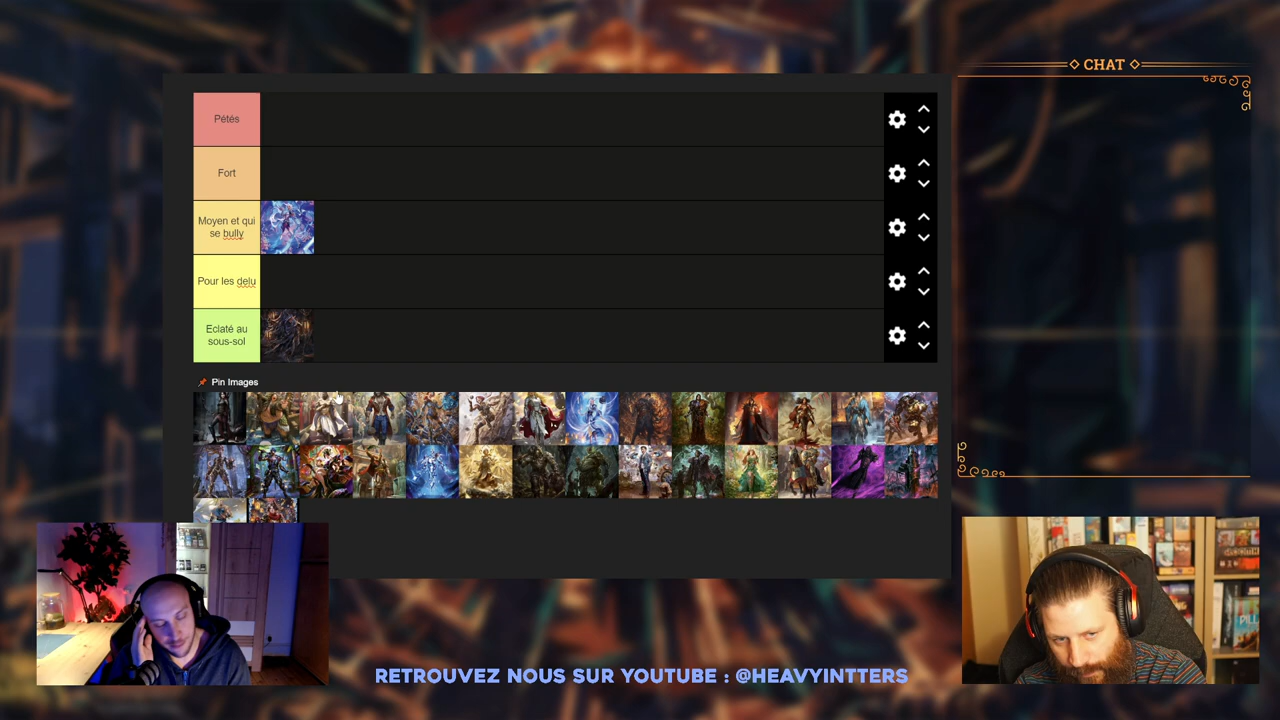 CHAT
Pétés
Fort
Moyen et qui
se bully
Pour les delu
Eclaté au
sous-sol
Pin Images
RETROUVEZ NOUS SUR YOUTUBE : @HEAVYINTTERS